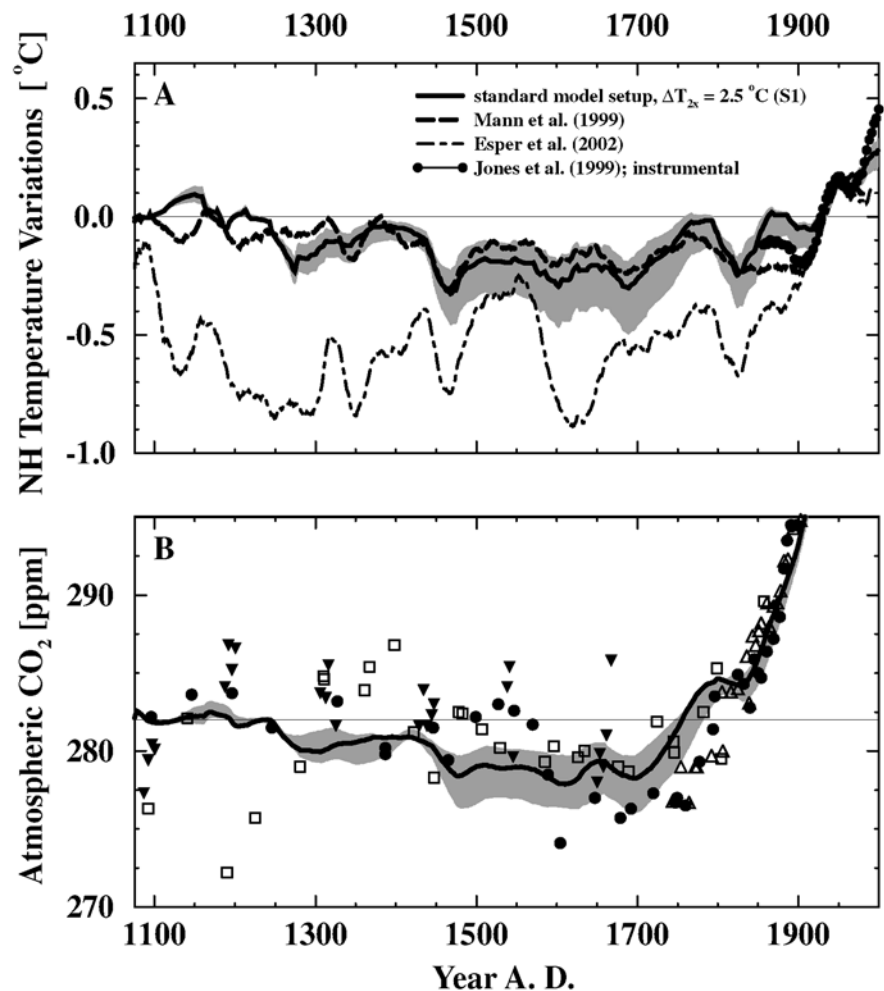 1100 1300 1500 1700 1900
NH Temperature Variations [ °C]
0.5
0.0
-0.5
-1.0
A
standard model setup, ΔT2x = 2.5 °C (S1)
Mann et al. (1999)
Esper et al. (2002)
Jones et al. (1999); instrumental
Atmospheric CO2 [ppm]
290
280
270
B
1100 1300 1500 1700 1900
Year A. D.